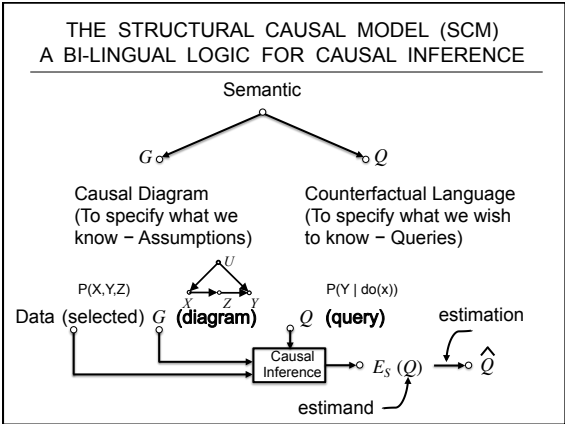 THE STRUCTURAL CAUSAL MODEL (SCM)
A BI-LINGUAL LOGIC FOR CAUSAL INFERENCE
Semantic
G Q
Causal Diagram
(To specify what we
know – Assumptions)
Counterfactual Language
(To specify what we wish
to know – Queries)
U
P(X,Y,Z)
X Z Y
P(Y | do(x))
Data (selected) G (diagram) Q (query)
estimation
Causal
Inference
E_S (Q) Q̂
estimand